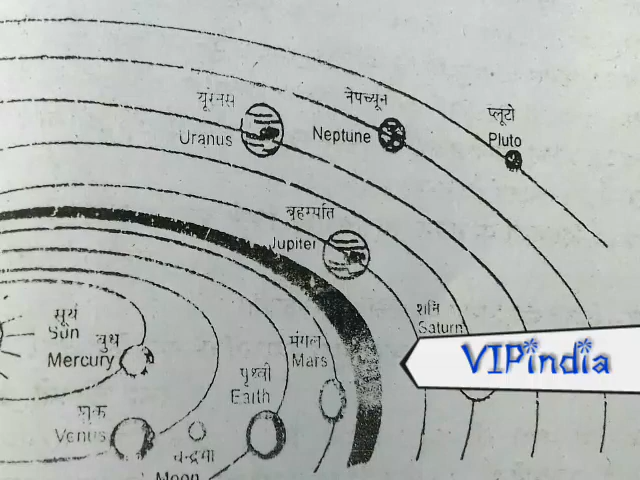 यूरेनस
Uranus
नेपच्यून
Neptune
प्लूटो
Pluto
बृहस्पति
Jupiter
शनि
Saturn
सूर्य
Sun
बुध
Mercury
मंगल
Mars
पृथ्वी
Earth
शुक्र
Venus
चन्द्रमा
Moon
VIPindia